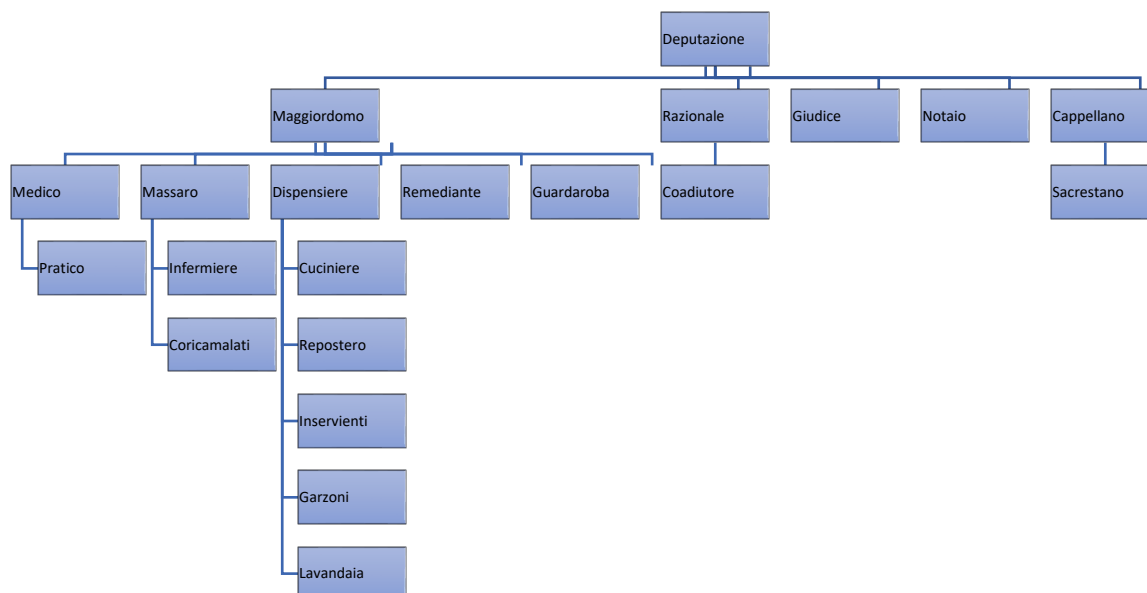 Deputazione
Maggiordomo
Razionale
Giudice
Notaio
Cappellano
Medico
Massaro
Dispensiere
Remediante
Guardaroba
Coadiutore
Sacrestano
Pratico
Infermiere
Cuciniere
Coricamalati
Repostero
Inservienti
Garzoni
Lavandaia